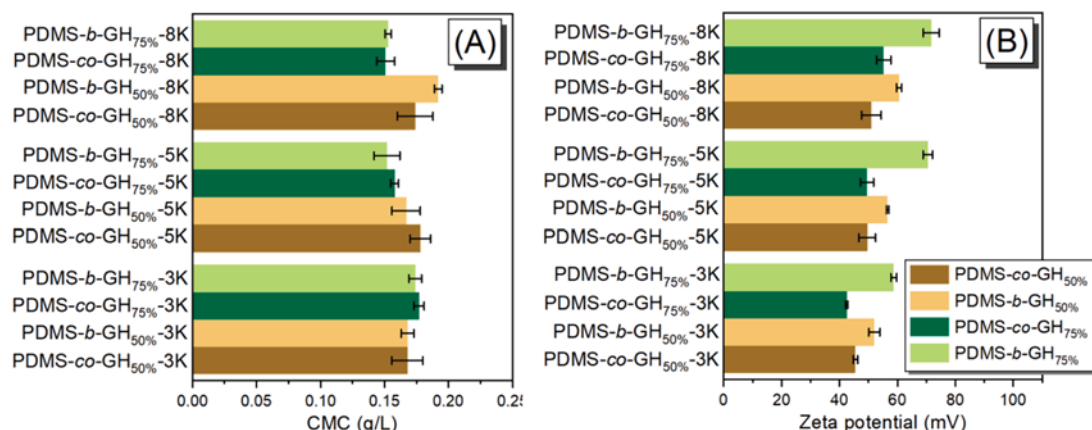 (A)
PDMS-b-GH75%-8K
PDMS-co-GH75%-8K
PDMS-b-GH50%-8K
PDMS-co-GH50%-8K
PDMS-b-GH75%-5K
PDMS-co-GH75%-5K
PDMS-b-GH50%-5K
PDMS-co-GH50%-5K
PDMS-b-GH75%-3K
PDMS-co-GH75%-3K
PDMS-b-GH50%-3K
PDMS-co-GH50%-3K
0.00 0.05 0.10 0.15 0.20 0.25
CMC (g/L)
(B)
PDMS-b-GH75%-8K
PDMS-co-GH75%-8K
PDMS-b-GH50%-8K
PDMS-co-GH50%-8K
PDMS-b-GH75%-5K
PDMS-co-GH75%-5K
PDMS-b-GH50%-5K
PDMS-co-GH50%-5K
PDMS-b-GH75%-3K
PDMS-co-GH75%-3K
PDMS-b-GH50%-3K
PDMS-co-GH50%-3K
PDMS-co-GH50%
PDMS-b-GH50%
PDMS-co-GH75%
PDMS-b-GH75%
0 20 40 60 80 100
Zeta potential (mV)